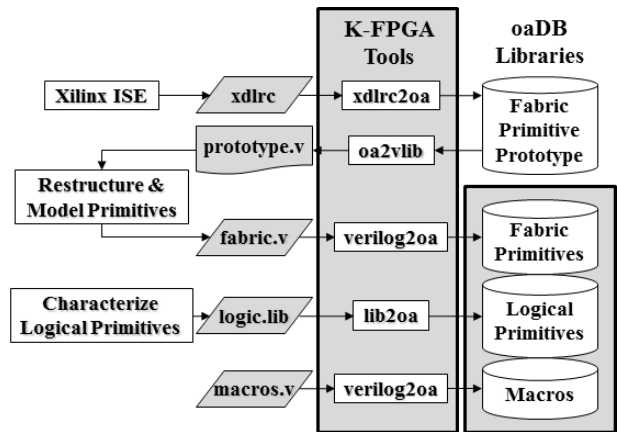 K-FPGA
Tools
oaDB
Libraries
Xilinx ISE
xdlrc
xdlrc2oa
Fabric
Primitive
Prototype
prototype.v
oa2vlib
Restructure &
Model Primitives
fabric.v
verilog2oa
Fabric
Primitives
Characterize
Logical Primitives
logic.lib
lib2oa
Logical
Primitives
macros.v
verilog2oa
Macros